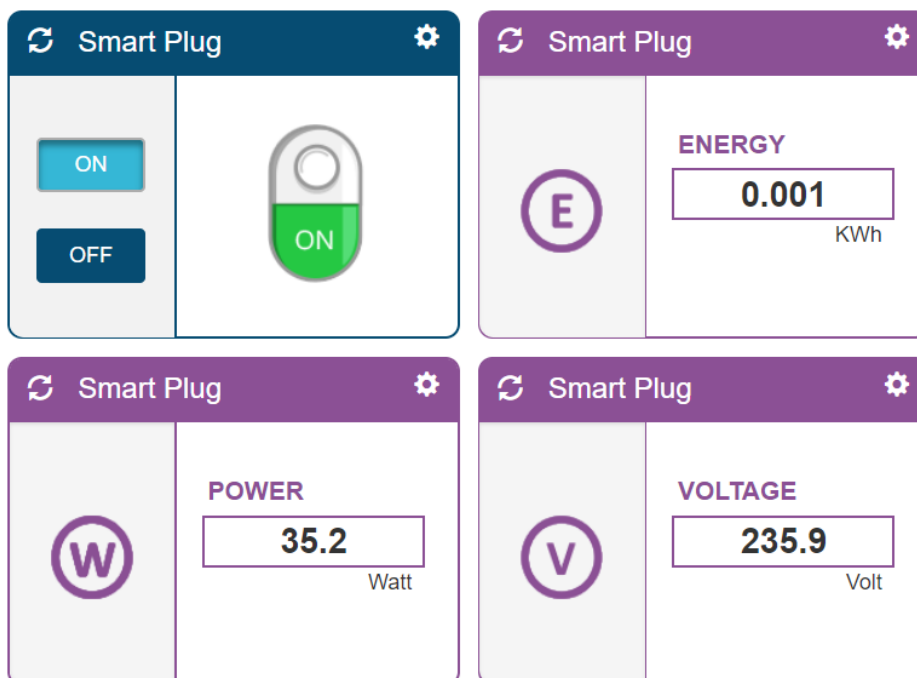 Smart Plug
ON
OFF
ON
Smart Plug
E
ENERGY
0.001
KWh
Smart Plug
W
POWER
35.2
Watt
Smart Plug
V
VOLTAGE
235.9
Volt